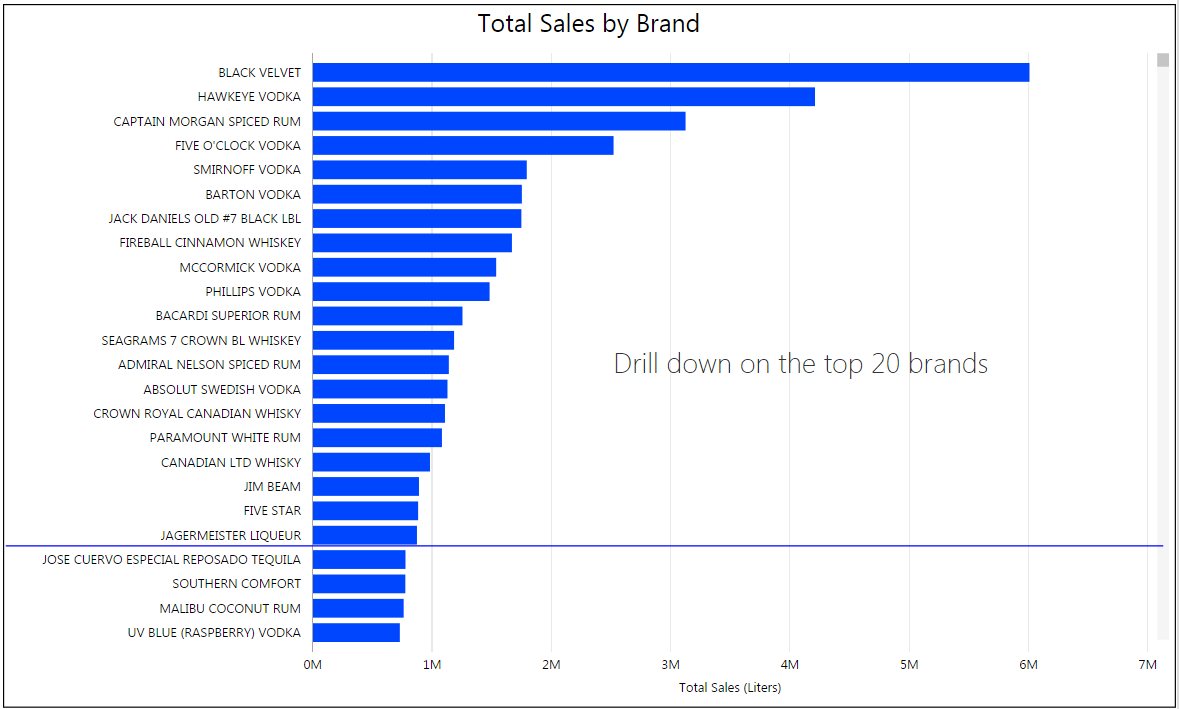 Total Sales by Brand
BLACK VELVET
HAWKEYE VODKA
CAPTAIN MORGAN SPICED RUM
FIVE O'CLOCK VODKA
SMIRNOFF VODKA
BARTON VODKA
JACK DANIELS OLD #7 BLACK LBL
FIREBALL CINNAMON WHISKEY
MCCORMICK VODKA
PHILLIPS VODKA
BACARDI SUPERIOR RUM
SEAGRAMS 7 CROWN BL WHISKEY
ADMIRAL NELSON SPICED RUM
Drill down on the top 20 brands
ABSOLUT SWEDISH VODKA
CROWN ROYAL CANADIAN WHISKY
PARAMOUNT WHITE RUM
CANADIAN LTD WHISKY
JIM BEAM
FIVE STAR
JAGERMEISTER LIQUEUR
JOSE CUERVO ESPECIAL REPOSADO TEQUILA
SOUTHERN COMFORT
MALIBU COCONUT RUM
UV BLUE (RASPBERRY) VODKA
0M 1M 2M 3M 4M 5M 6M 7M
Total Sales (Liters)